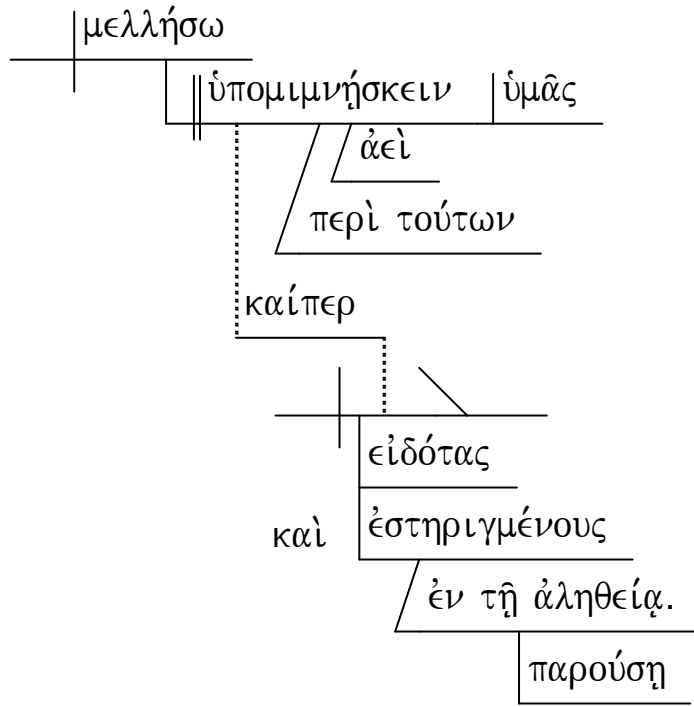 μελλήσω
ὑπομιμνῄσκειν ὑμᾶς
ἀεὶ
περὶ τούτων
καίπερ
εἰδότας
καὶ ἐστηριγμένους
ἐν τῇ ἀληθείᾳ.
παρούσῃ